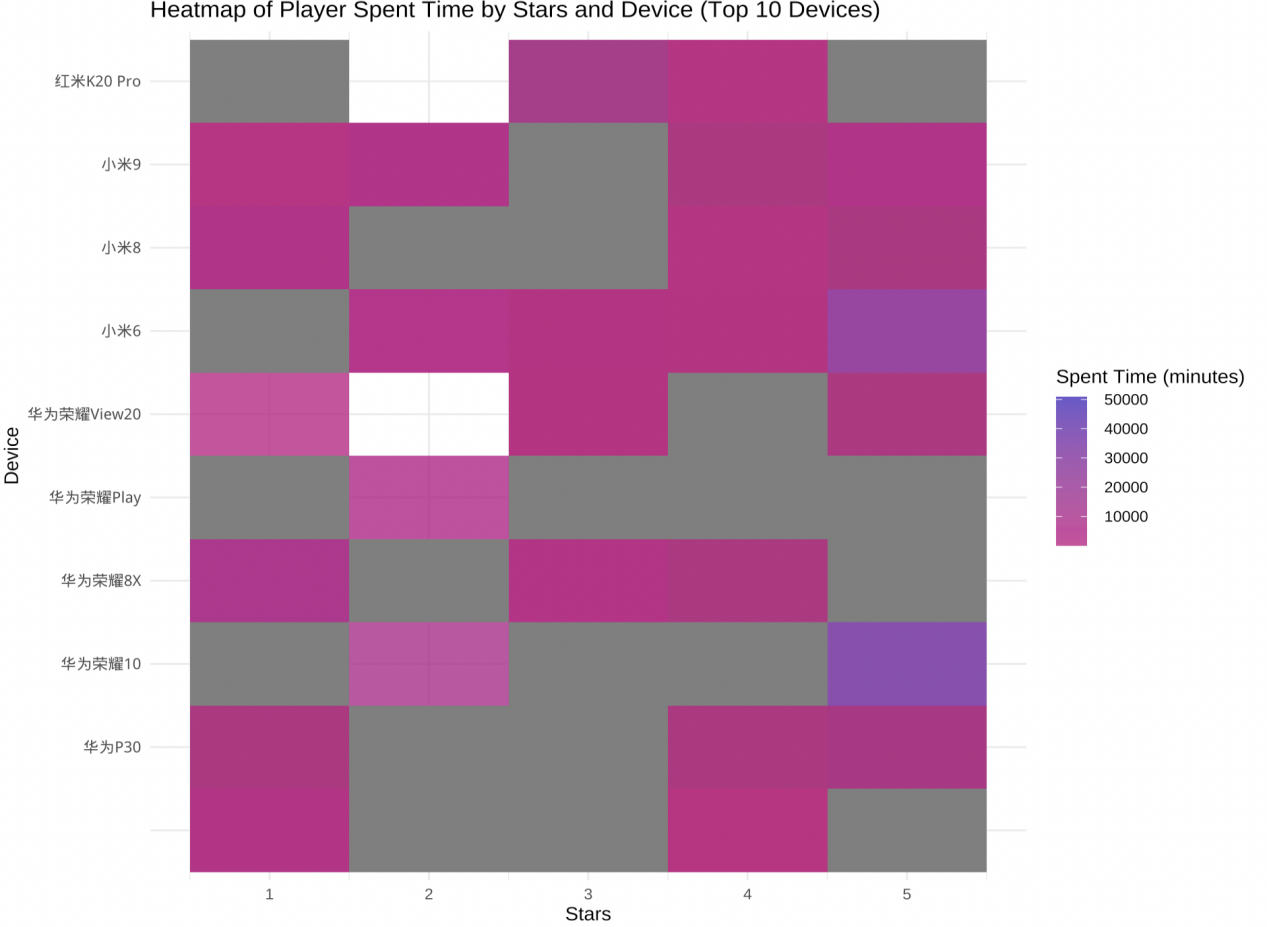 Heatmap of Player Spent Time by Stars and Device (Top 10 Devices)
红米K20 Pro
小米9
小米8
小米6
华为荣耀View20
华为荣耀Play
华为荣耀8X
华为荣耀10
华为P30
Device
1 2 3 4 5
Stars
Spent Time (minutes)
50000
40000
30000
20000
10000